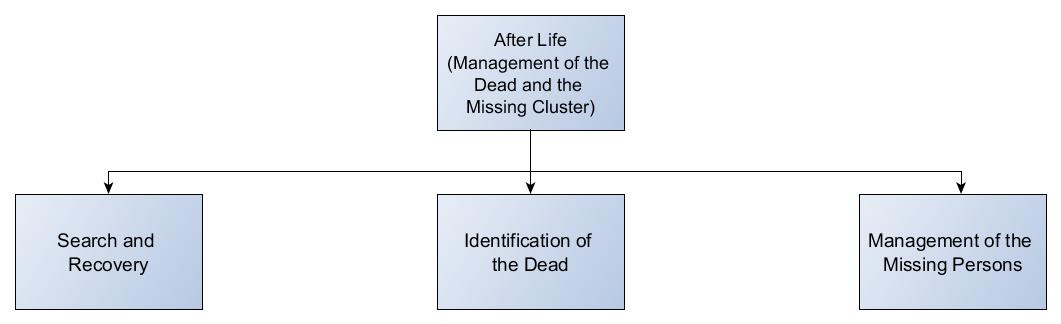 After Life
(Management of the
Dead and the
Missing Cluster)
Search and
Recovery
Identification of
the Dead
Management of the
Missing Persons